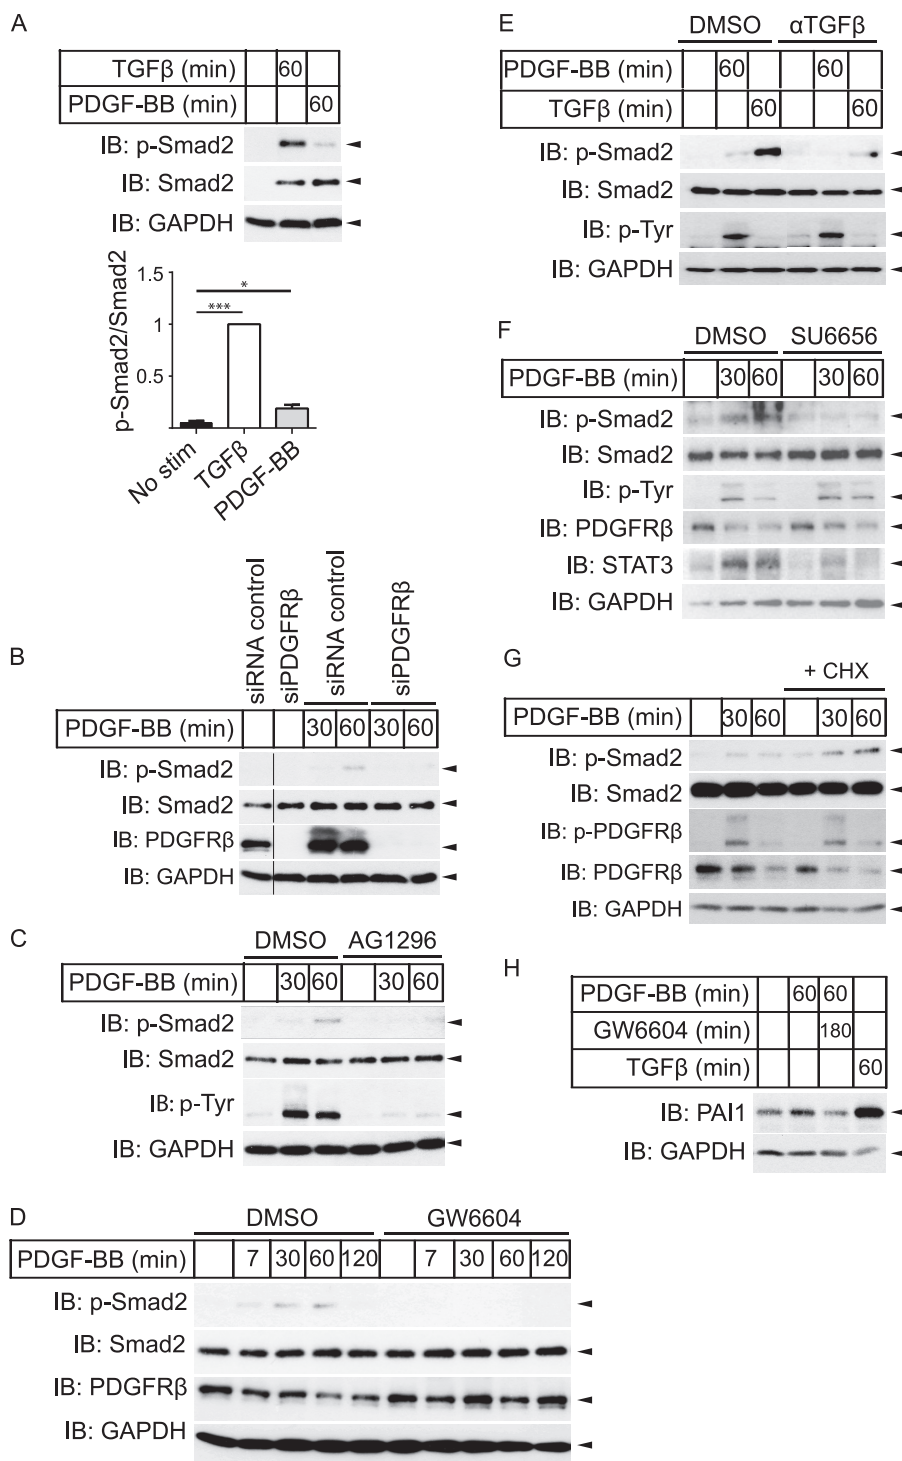 A
TGFβ (min) 60
PDGF-BB (min) 60
IB: p-Smad2
IB: Smad2
IB: GAPDH
p-Smad2/Smad2
1.5
1
0.5
*
***
No stim TGFβ PDGF-BB
B
siRNA control siPDGFRβ siRNA control siPDGFRβ
PDGF-BB (min) 30 60 30 60
IB: p-Smad2
IB: Smad2
IB: PDGFRβ
IB: GAPDH
C
DMSO AG1296
PDGF-BB (min) 30 60 30 60
IB: p-Smad2
IB: Smad2
IB: p-Tyr
IB: GAPDH
D
DMSO GW6604
PDGF-BB (min) 7 30 60 120 7 30 60 120
IB: p-Smad2
IB: Smad2
IB: PDGFRβ
IB: GAPDH
E
DMSO αTGFβ
PDGF-BB (min) 60 60
TGFβ (min) 60 60
IB: p-Smad2
IB: Smad2
IB: p-Tyr
IB: GAPDH
F
DMSO SU6656
PDGF-BB (min) 30 60 30 60
IB: p-Smad2
IB: Smad2
IB: p-Tyr
IB: PDGFRβ
IB: STAT3
IB: GAPDH
G
+ CHX
PDGF-BB (min) 30 60 30 60
IB: p-Smad2
IB: Smad2
IB: p-PDGFRβ
IB: PDGFRβ
IB: GAPDH
H
PDGF-BB (min) 60 60
GW6604 (min) 180
TGFβ (min) 60
IB: PAI1
IB: GAPDH